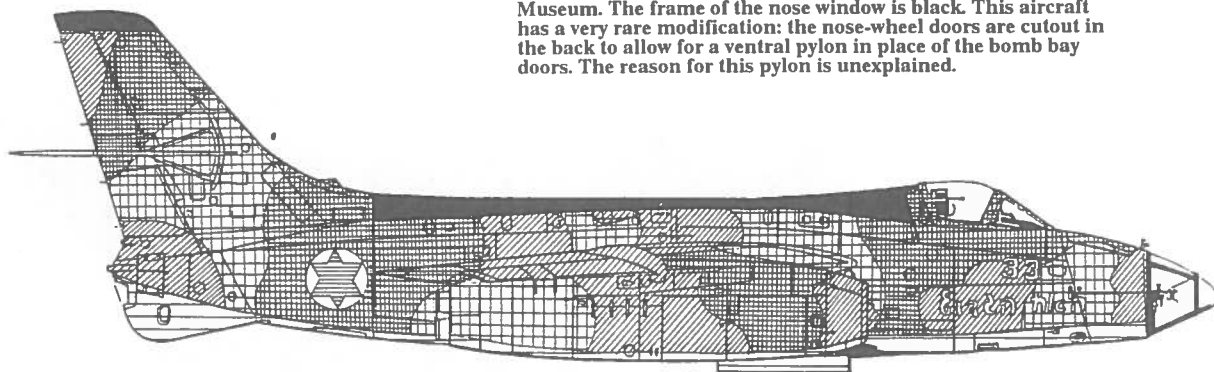 Museum. The frame of the nose window is black. This aircraft
has a very rare modification: the nose-wheel doors are cutout in
the back to allow for a ventral pylon in place of the bomb bay
doors. The reason for this pylon is unexplained.
33